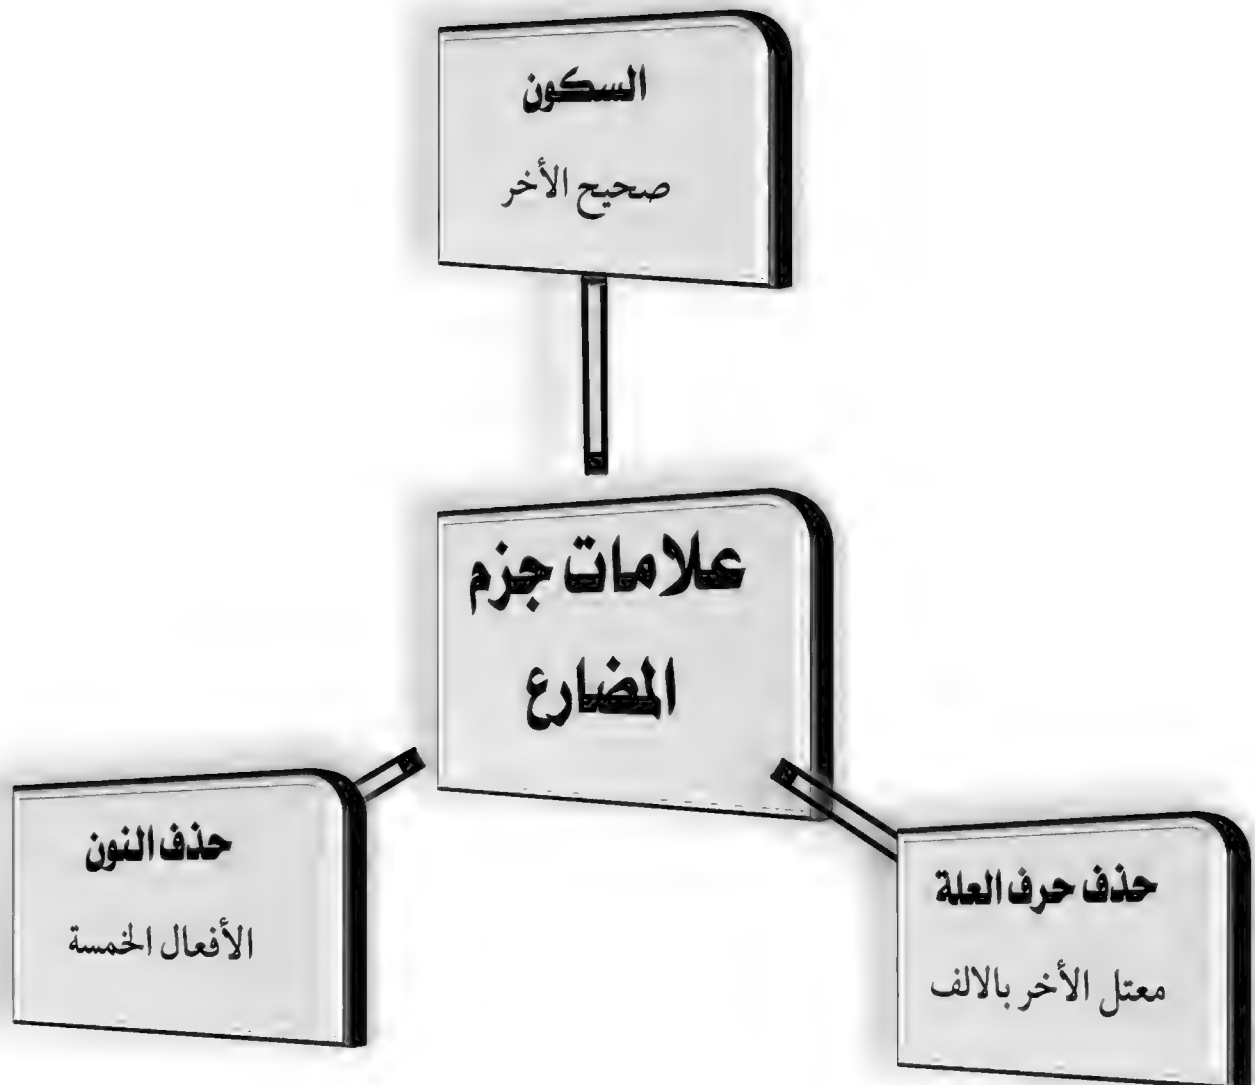 السكون
صحيح الأخر
علامات جزم
المضارع
حذف حرف العلة
معتل الأخر بالالف
حذف النون
الأفعال الخمسة